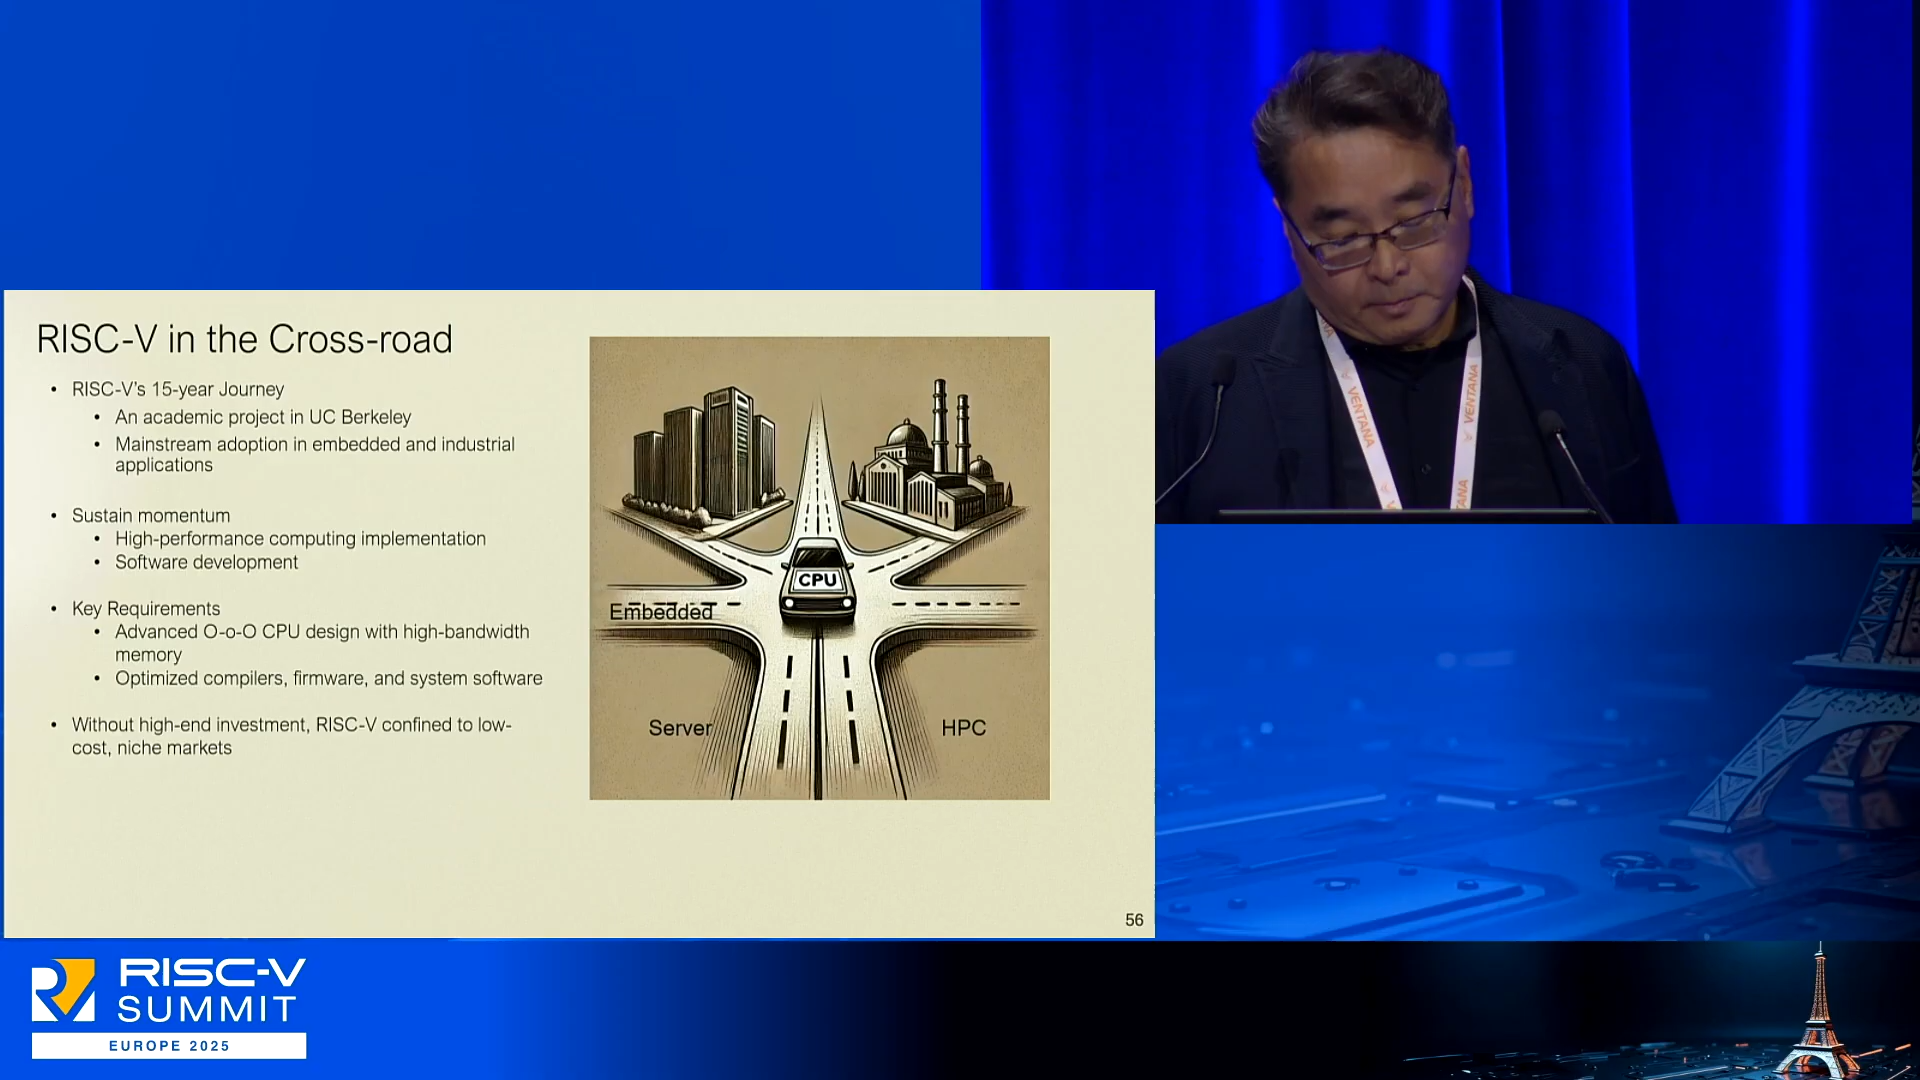 RISC-V in the Cross-road
• RISC-V's 15-year Journey
• An academic project in UC Berkeley
• Mainstream adoption in embedded and industrial
applications
• Sustain momentum
• High-performance computing implementation
• Software development
• Key Requirements
• Advanced O-o-O CPU design with high-bandwidth
memory
• Optimized compilers, firmware, and system software
• Without high-end investment, RISC-V confined to low-
cost, niche markets
CPU
Embedded
Server
HPC
56
VENTANA
VENTANA
RISC-V
SUMMIT
EUROPE 2025